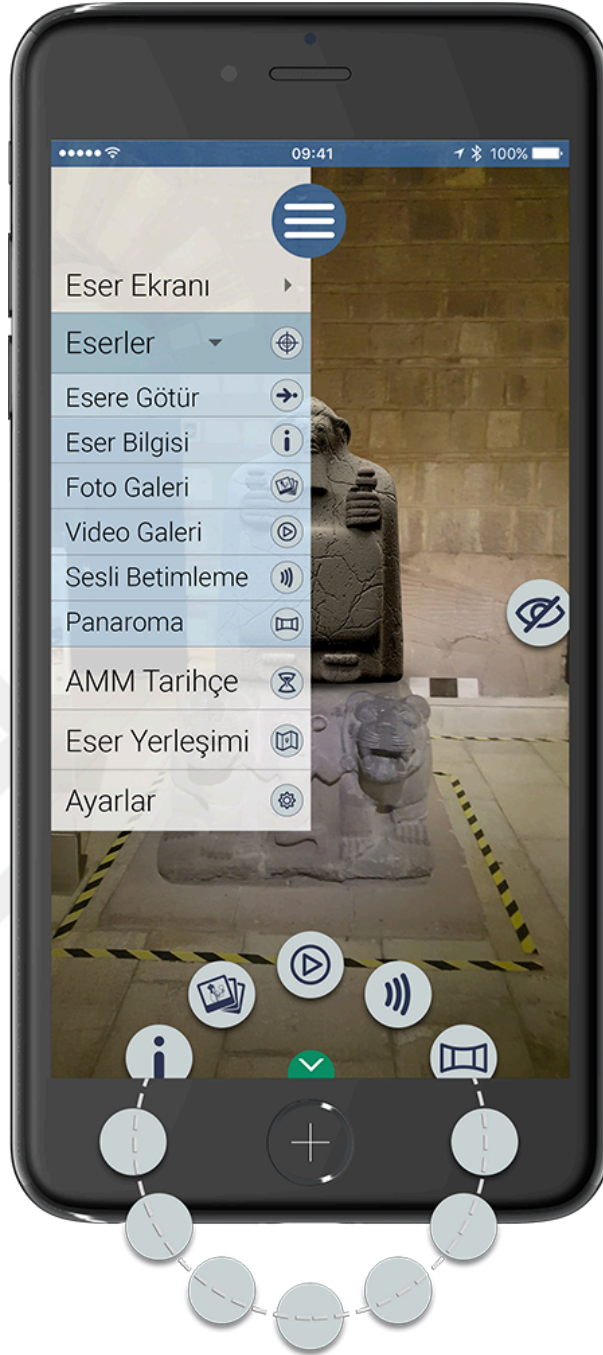 09:41
100%
Eser Ekranı
Eserler
Esere Götür
Eser Bilgisi
Foto Galeri
Video Galeri
Sesli Betimleme
Panaroma
AMM Tarihçe
Eser Yerleşimi
Ayarlar